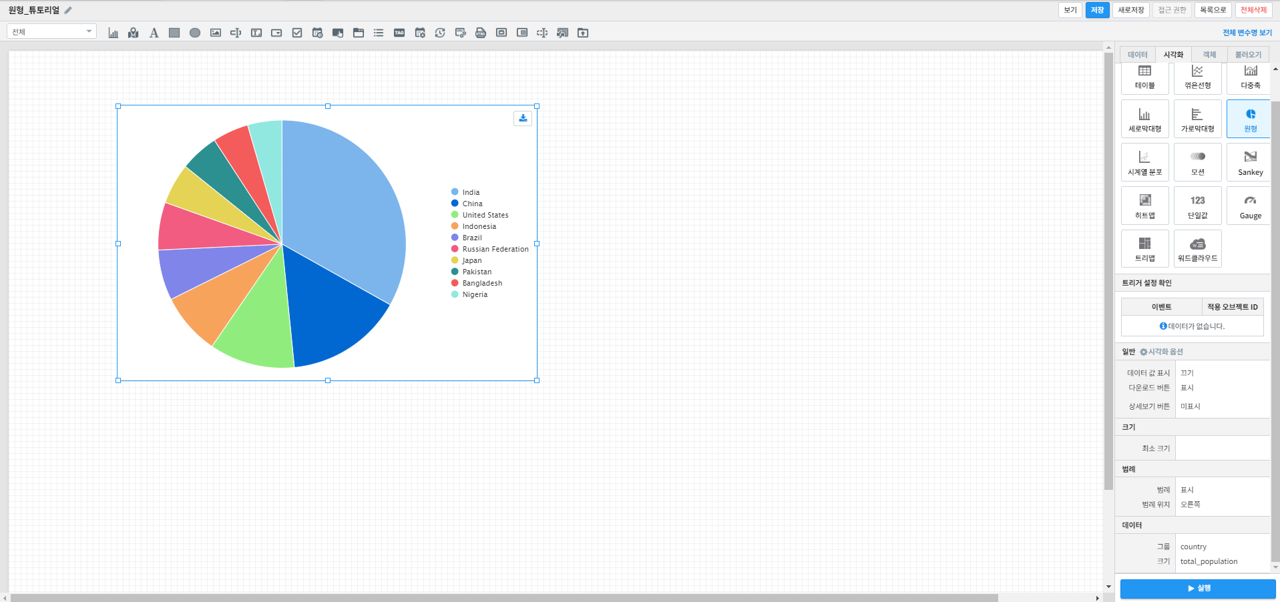 원형_튜토리얼
보기 저장 새로저장 접근 권한 목록으로 전체삭제
전체
전체 변수명 보기
데이터 시각화 객체 불러오기
테이블 꺾은선형 다중축
세로막대형 가로막대형 원형
시계열 분포 모션 Sankey
히트맵 단일값 Gauge
트리맵 워드클라우드
India
China
United States
Indonesia
Brazil
Russian Federation
Japan
Pakistan
Bangladesh
Nigeria
트리거 설정 확인
이벤트 적용 오브젝트 ID
데이터가 없습니다.
일반 시각화 옵션
데이터 값 표시 끄기
다운로드 버튼 표시
상세보기 버튼 미표시
크기
최소 크기
범례
범례 표시
범례 위치 오른쪽
데이터
그룹 country
크기 total_population
실행